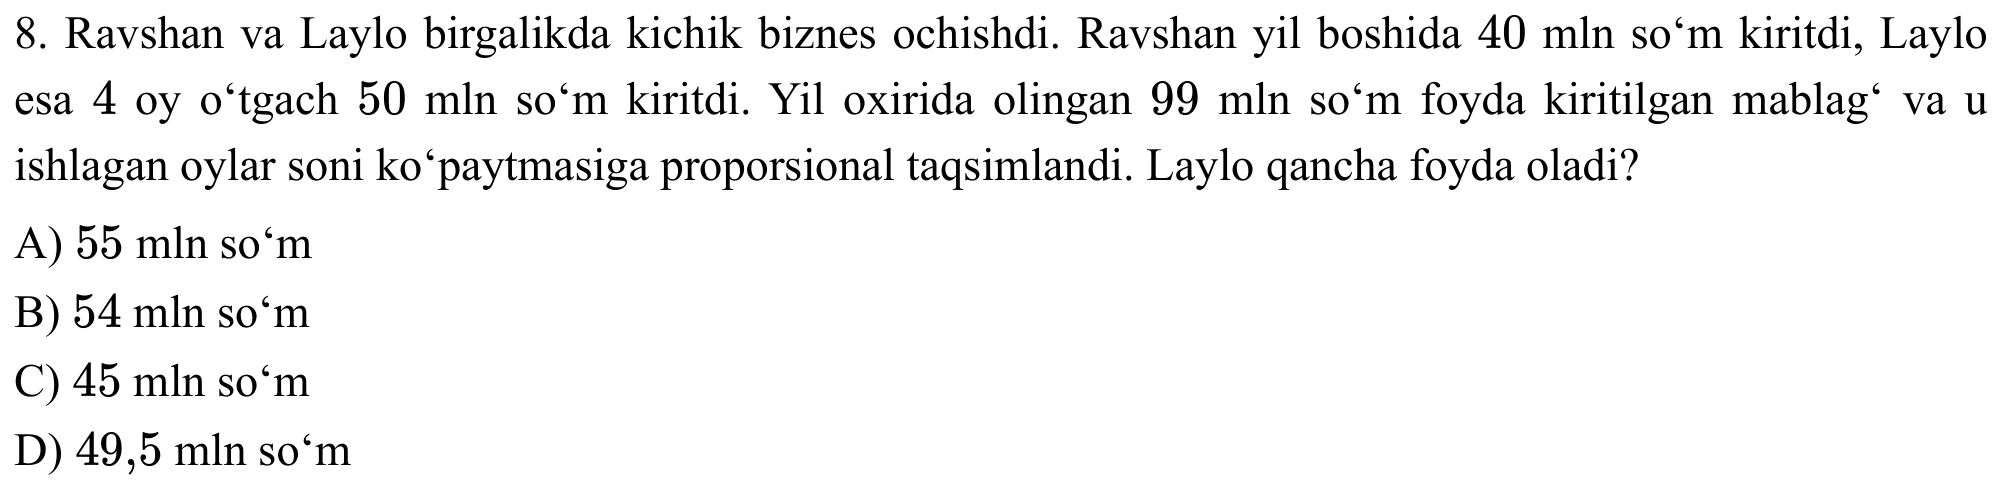 8. Ravshan va Laylo birgalikda kichik biznes ochishdi. Ravshan yil boshida 40 mln so‘m kiritdi, Laylo
esa 4 oy o‘tgach 50 mln so‘m kiritdi. Yil oxirida olingan 99 mln so‘m foyda kiritilgan mablag‘ va u
ishlagan oylar soni ko‘paytmasiga proporsional taqsimlandi. Laylo qancha foyda oladi?
A) 55 mln so‘m
B) 54 mln so‘m
C) 45 mln so‘m
D) 49,5 mln so‘m